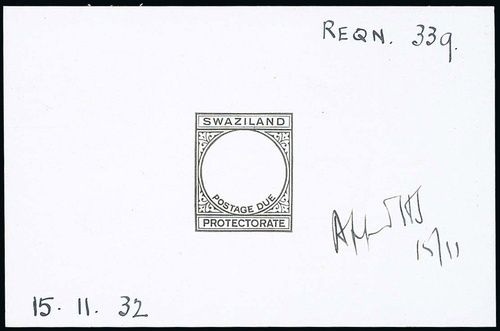 REQN. 339.
SWAZILAND
POSTAGE DUE
PROTECTORATE
15/11
15. 11. 32